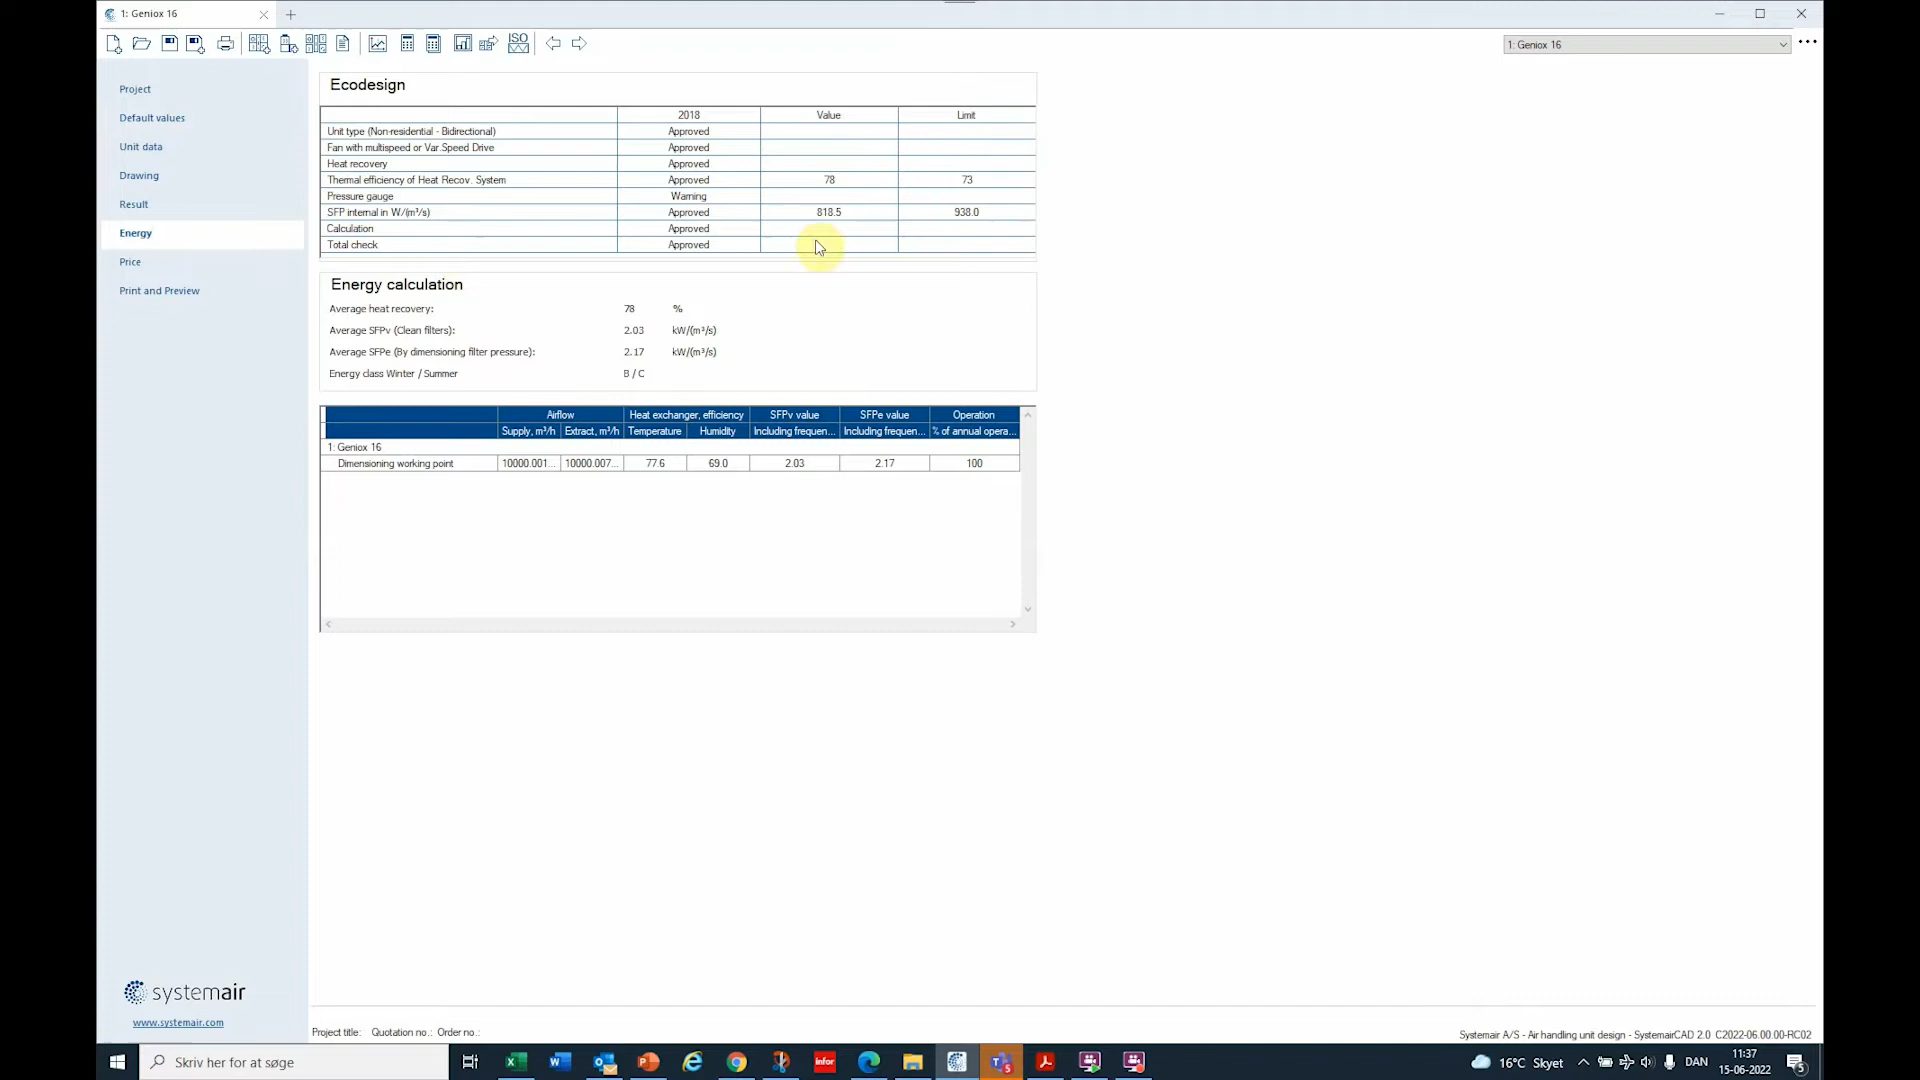 1: Geniox 16
ISO
1: Geniox 16
Project
Default values
Unit data
Drawing
Result
Energy
Price
Print and Preview
Ecodesign
2018 Value Limit
Unit type (Non-residential - Bidirectional) Approved
Fan with multispeed or Var.Speed Drive Approved
Heat recovery Approved
Thermal efficiency of Heat Recov. System Approved 78 73
Pressure gauge Warning
SFP internal in W/(m³/s) Approved 818.5 938.0
Calculation Approved
Total check Approved
Energy calculation
Average heat recovery: 78 %
Average SFPv (Clean filters): 2.03 kW/(m³/s)
Average SFPe (By dimensioning filter pressure): 2.17 kW/(m³/s)
Energy class Winter / Summer B / C
Airflow Heat exchanger, efficiency SFPv value SFPe value Operation
Supply, m³/h Extract, m³/h Temperature Humidity Including frequen... Including frequen... % of annual opera...
1: Geniox 16
Dimensioning working point 10000.001... 10000.007... 77.6 69.0 2.03 2.17 100
systemair
www.systemair.com
Project title: Quotation no.: Order no.:
Systemair A/S - Air handling unit design - SystemairCAD 2.0 C2022-06.00.00-RC02
Skriv her for at søge
infor
16°C Skyet
DAN
11:37
15-06-2022
5